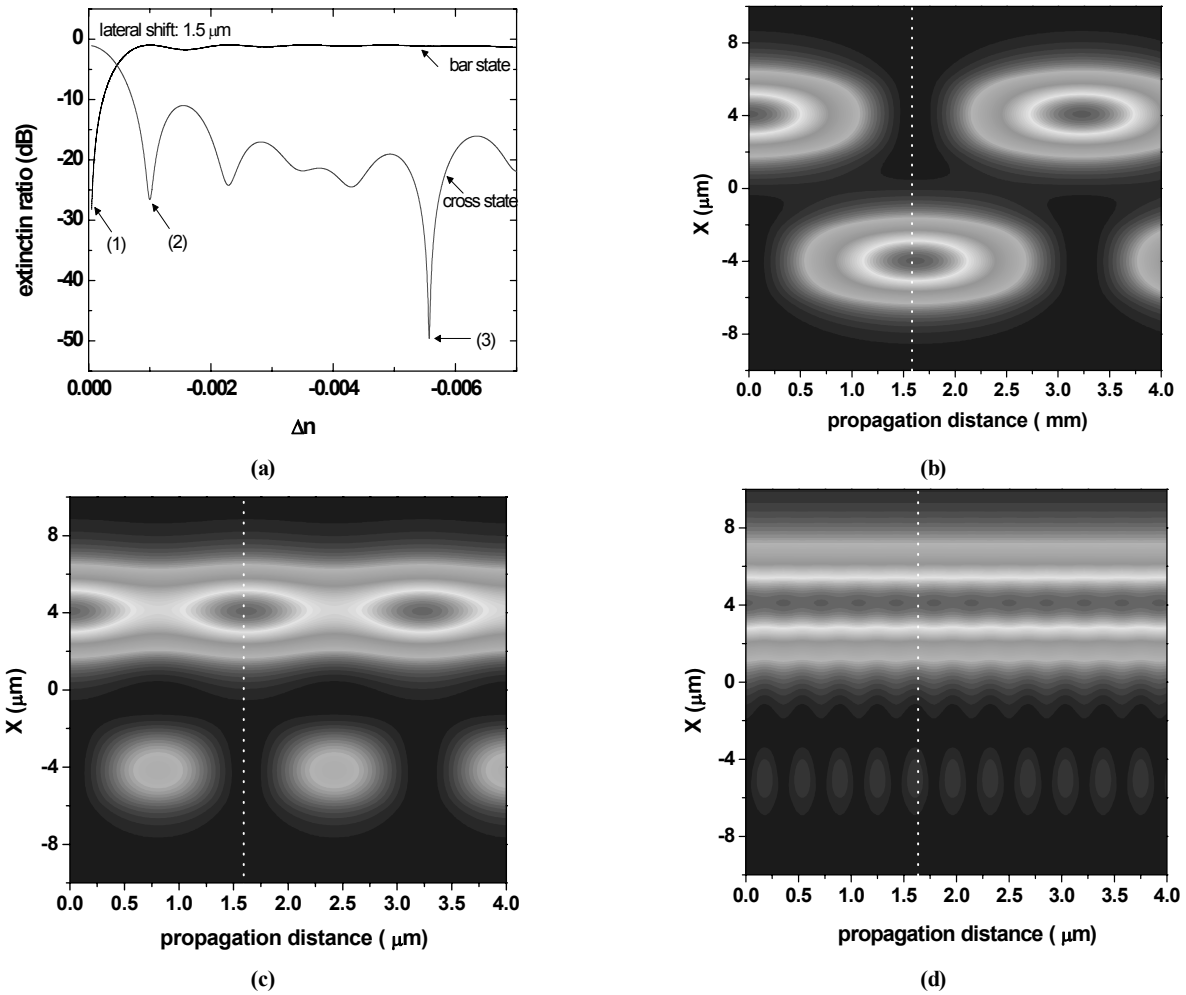 lateral shift: 1.5 μm
bar state
cross state
(1)
(2)
(3)
extinctin ratio (dB)
0
-10
-20
-30
-40
-50
0.000 -0.002 -0.004 -0.006
Δn
(a)
X (μm)
8
4
0
-4
-8
0.0 0.5 1.0 1.5 2.0 2.5 3.0 3.5 4.0
propagation distance ( mm)
(b)
X (μm)
8
4
0
-4
-8
0.0 0.5 1.0 1.5 2.0 2.5 3.0 3.5 4.0
propagation distance ( μm)
(c)
X (μm)
8
4
0
-4
-8
0.0 0.5 1.0 1.5 2.0 2.5 3.0 3.5 4.0
propagation distance ( μm)
(d)